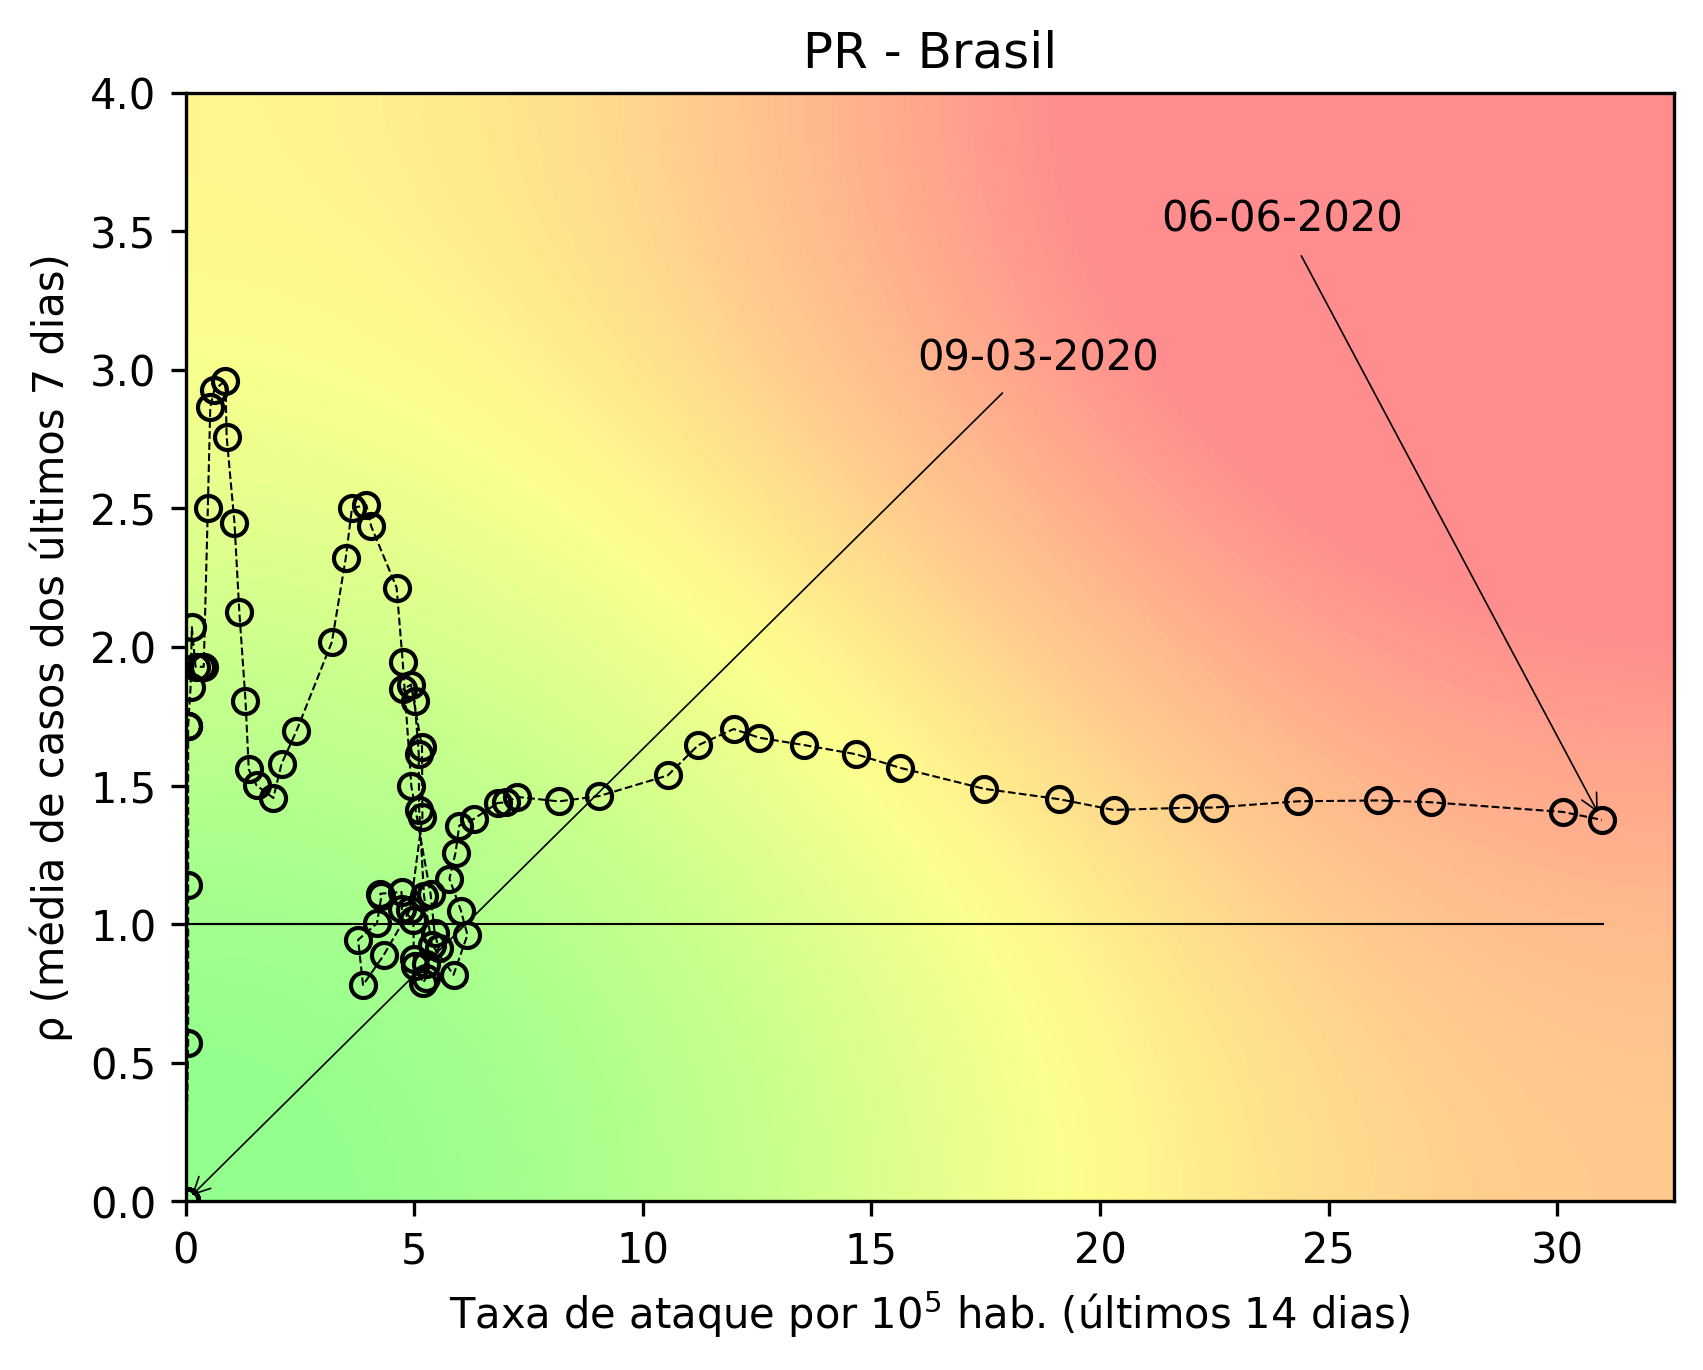 PR - Brasil
4.0
3.5
3.0
2.5
2.0
1.5
1.0
0.5
0.0
ρ (média de casos dos últimos 7 dias)
06-06-2020
09-03-2020
0 5 10 15 20 25 30
Taxa de ataque por 10⁵ hab. (últimos 14 dias)